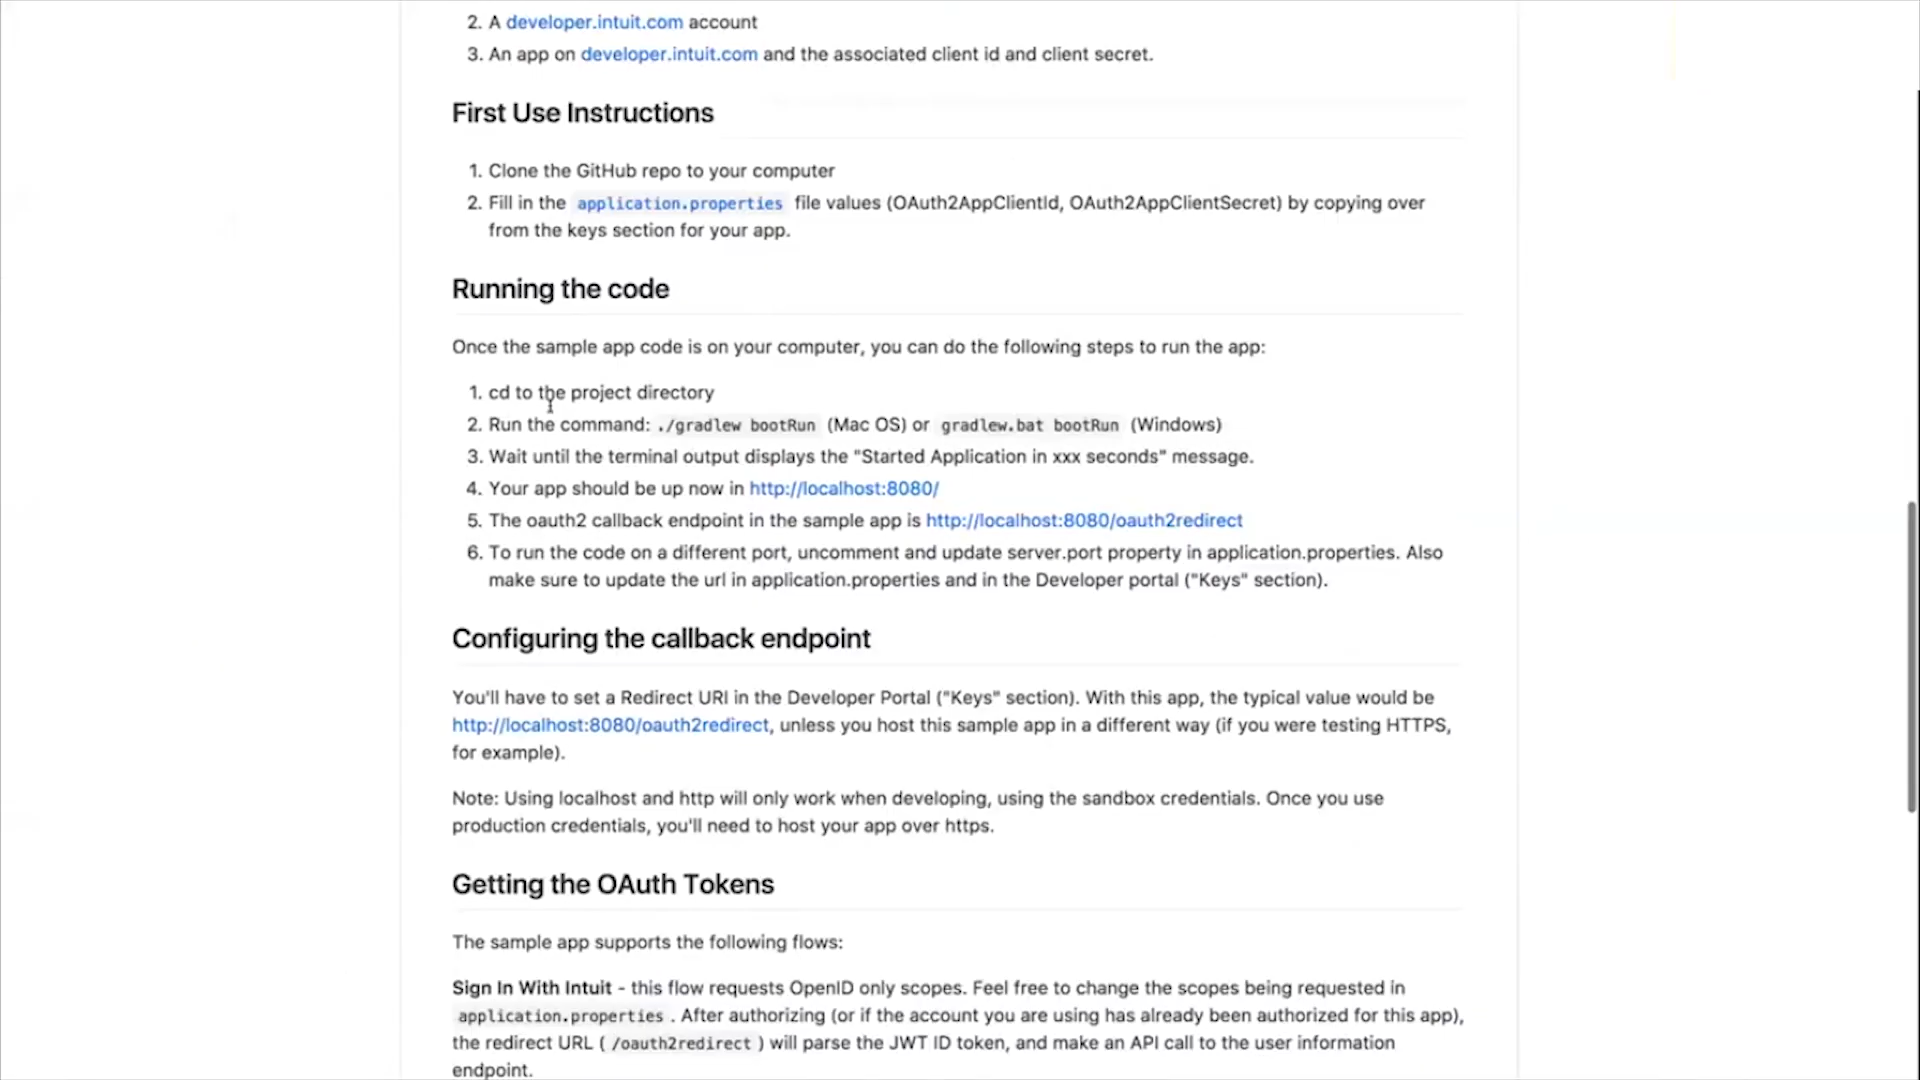 2. A developer.intuit.com account
3. An app on developer.intuit.com and the associated client id and client secret.
First Use Instructions
1. Clone the GitHub repo to your computer
2. Fill in the application.properties file values (OAuth2AppClientId, OAuth2AppClientSecret) by copying over
from the keys section for your app.
Running the code
Once the sample app code is on your computer, you can do the following steps to run the app:
1. cd to the project directory
2. Run the command: ./gradlew bootRun (Mac OS) or gradlew.bat bootRun (Windows)
3. Wait until the terminal output displays the "Started Application in xxx seconds" message.
4. Your app should be up now in http://localhost:8080/
5. The oauth2 callback endpoint in the sample app is http://localhost:8080/oauth2redirect
6. To run the code on a different port, uncomment and update server.port property in application.properties. Also
make sure to update the url in application.properties and in the Developer portal ("Keys" section).
Configuring the callback endpoint
You'll have to set a Redirect URI in the Developer Portal ("Keys" section). With this app, the typical value would be
http://localhost:8080/oauth2redirect, unless you host this sample app in a different way (if you were testing HTTPS,
for example).
Note: Using localhost and http will only work when developing, using the sandbox credentials. Once you use
production credentials, you'll need to host your app over https.
Getting the OAuth Tokens
The sample app supports the following flows:
Sign In With Intuit - this flow requests OpenID only scopes. Feel free to change the scopes being requested in
application.properties . After authorizing (or if the account you are using has already been authorized for this app),
the redirect URL ( /oauth2redirect ) will parse the JWT ID token, and make an API call to the user information
endpoint.